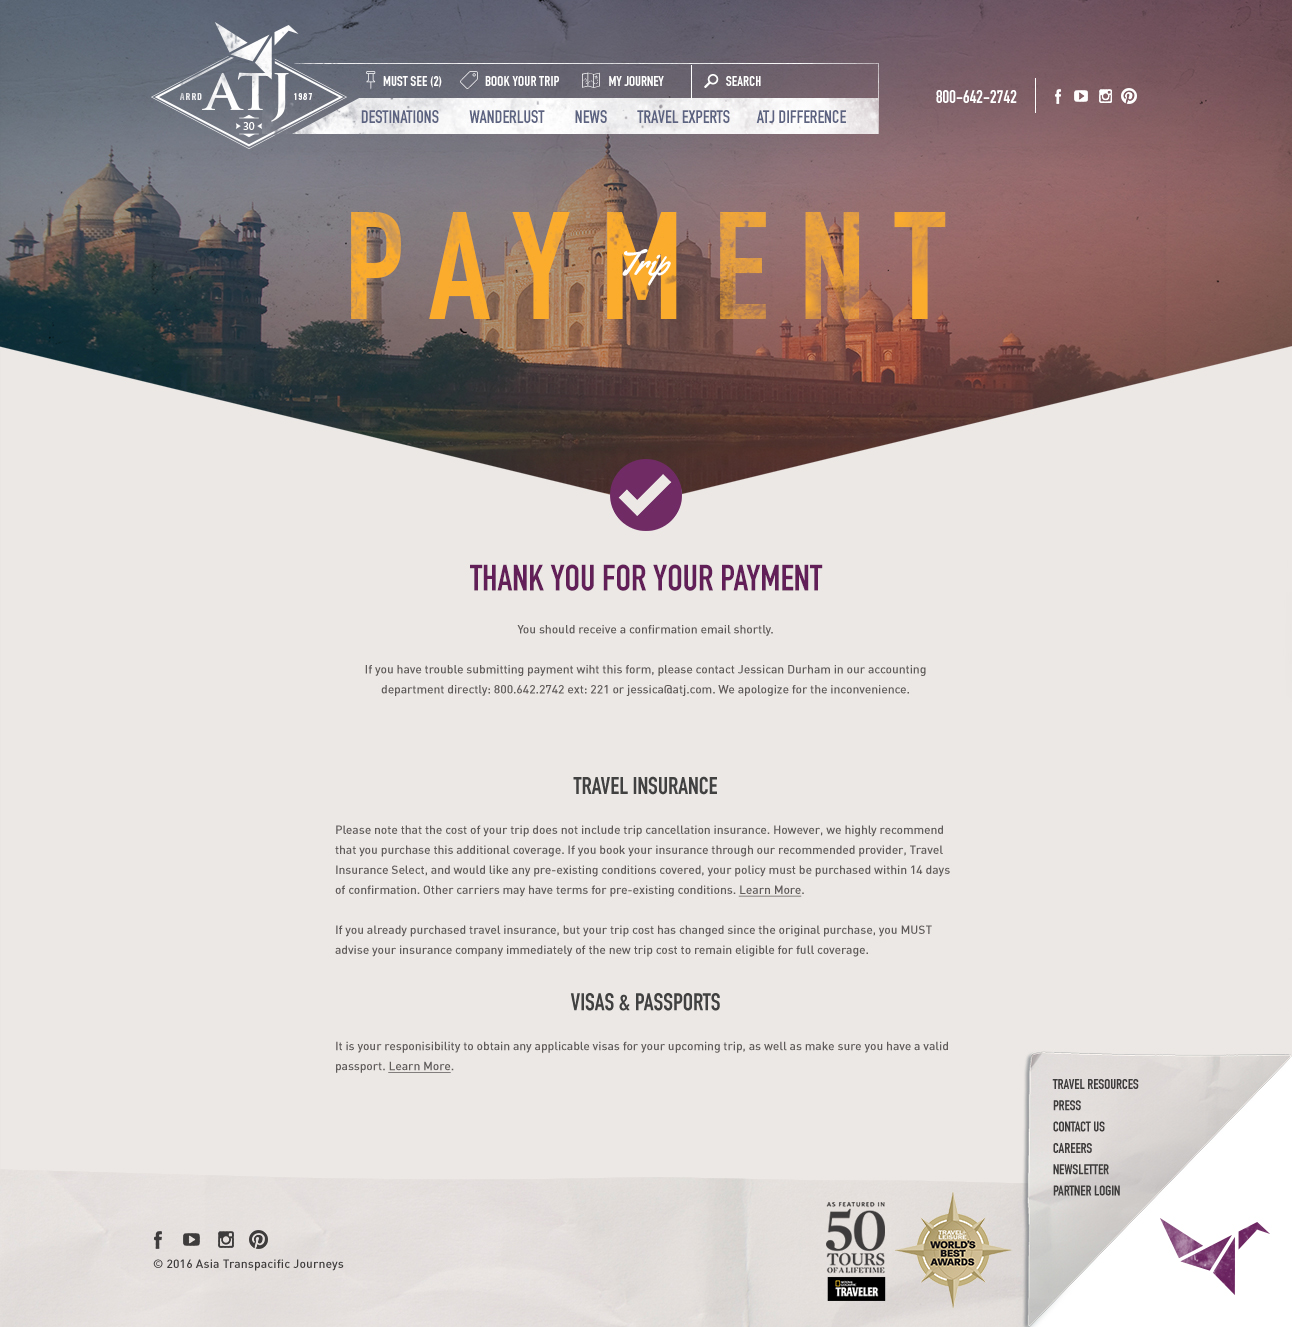 ATJ
ARRD 1987
30
MUST SEE (2) BOOK YOUR TRIP MY JOURNEY SEARCH
DESTINATIONS WANDERLUST NEWS TRAVEL EXPERTS ATJ DIFFERENCE
800-642-2742
PAYMENT
Trip
THANK YOU FOR YOUR PAYMENT
You should receive a confirmation email shortly.
If you have trouble submitting payment wiht this form, please contact Jessican Durham in our accounting
department directly: 800.642.2742 ext: 221 or jessica@atj.com. We apologize for the inconvenience.
TRAVEL INSURANCE
Please note that the cost of your trip does not include trip cancellation insurance. However, we highly recommend
that you purchase this additional coverage. If you book your insurance through our recommended provider, Travel
Insurance Select, and would like any pre-existing conditions covered, your policy must be purchased within 14 days
of confirmation. Other carriers may have terms for pre-existing conditions. Learn More.
If you already purchased travel insurance, but your trip cost has changed since the original purchase, you MUST
advise your insurance company immediately of the new trip cost to remain eligible for full coverage.
VISAS & PASSPORTS
It is your responisibility to obtain any applicable visas for your upcoming trip, as well as make sure you have a valid
passport. Learn More.
TRAVEL RESOURCES
PRESS
CONTACT US
CAREERS
NEWSLETTER
PARTNER LOGIN
© 2016 Asia Transpacific Journeys
AS FEATURED IN
50
TOURS
OF A LIFETIME
NATIONAL GEOGRAPHIC
TRAVELER
TRAVEL+
LEISURE
WORLD'S
BEST
AWARDS